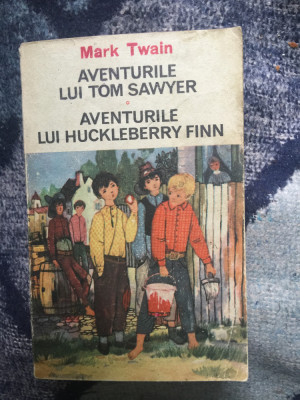 Mark Twain
AVENTURILE
LUI TOM SAWYER
AVENTURILE
LUI HUCKLEBERRY FINN